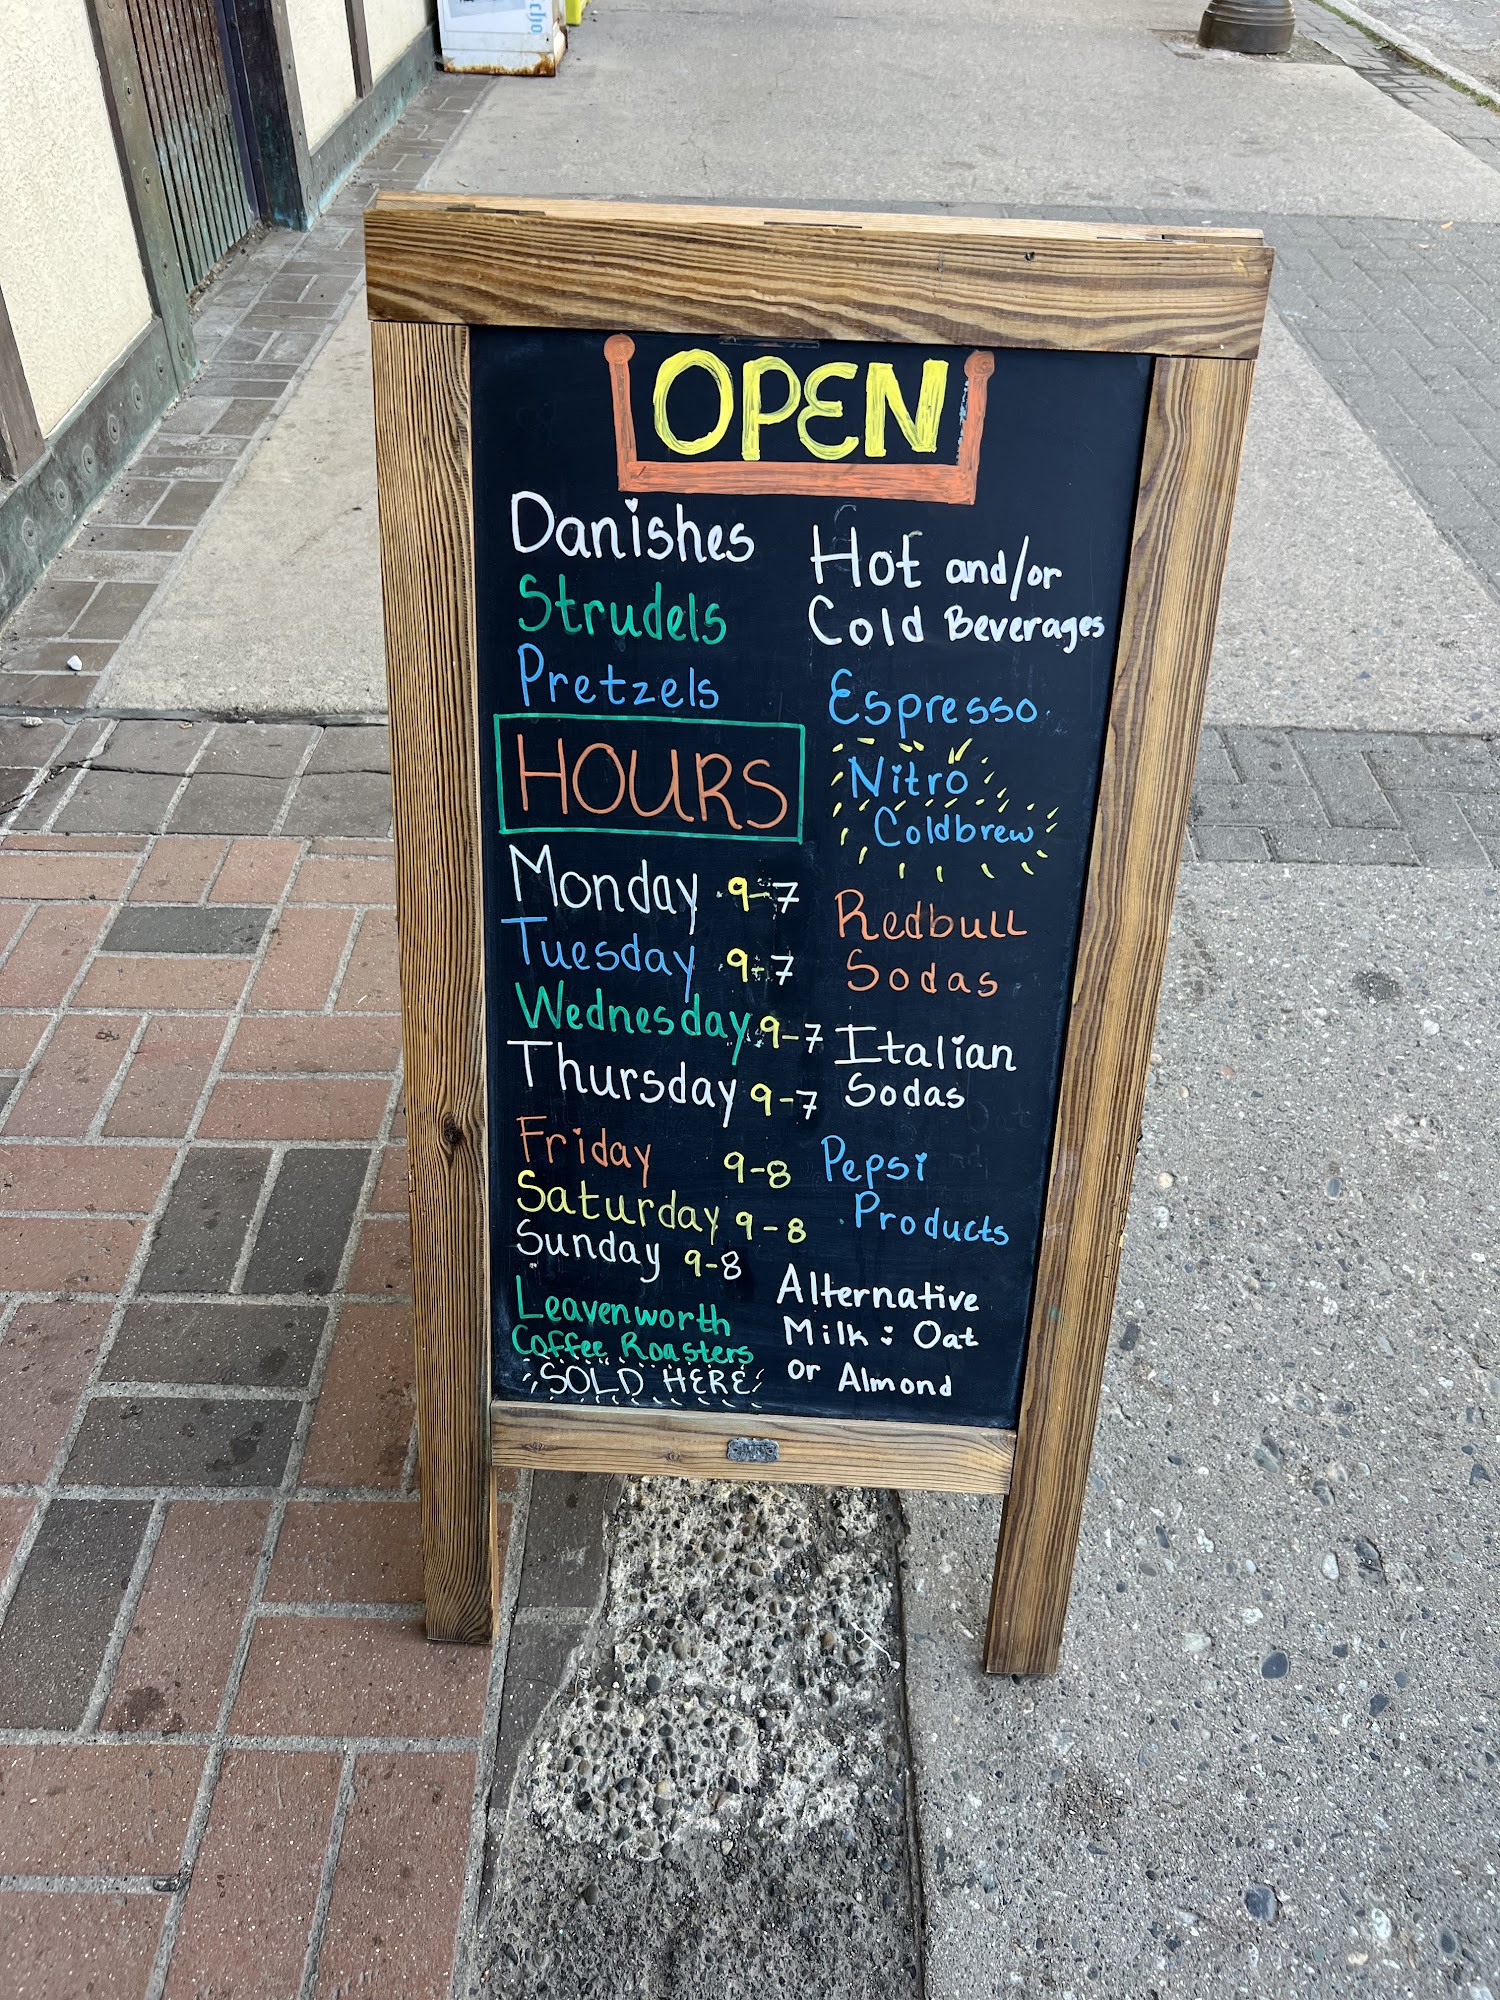 cho
OPEN
Danishes
Strudels
Pretzels
HOURS
Monday 9-7
Tuesday 9-7
Wednesday 9-7
Thursday 9-7
Friday 9-8
Saturday 9-8
Sunday 9-8
Leavenworth
Coffee Roasters
SOLD HERE
Hot and/or
Cold Beverages
Espresso
Nitro
Coldbrew
Redbull
Sodas
Italian
Sodas
Pepsi
Products
Alternative
Milk: Oat
or Almond